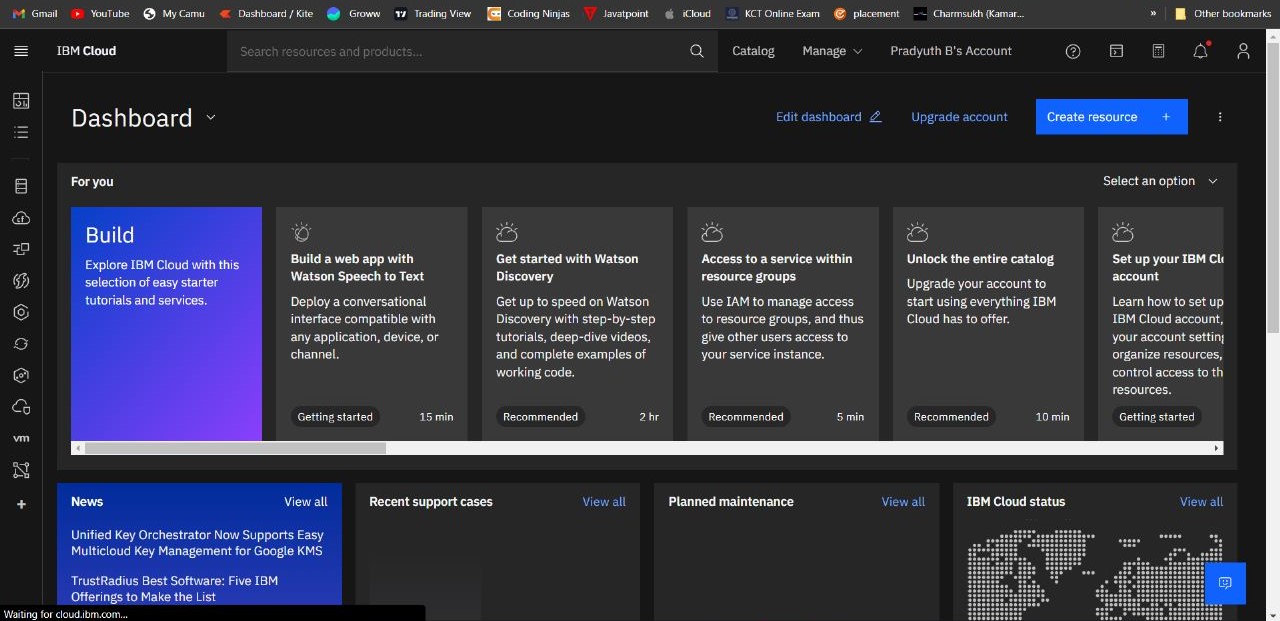 Gmail YouTube My Camu Dashboard / Kite Groww Trading View Coding Ninjas Javatpoint iCloud KCT Online Exam placement Charmsukh (Kamar... » Other bookmarks
IBM Cloud Search resources and products... Catalog Manage Pradyuth B's Account
Dashboard Edit dashboard Upgrade account Create resource +
For you Select an option
Build
Explore IBM Cloud with this
selection of easy starter
tutorials and services.
Build a web app with
Watson Speech to Text
Deploy a conversational
interface compatible with
any application, device, or
channel.
Getting started 15 min
Get started with Watson
Discovery
Get up to speed on Watson
Discovery with step-by-step
tutorials, deep-dive videos,
and complete examples of
working code.
Recommended 2 hr
Access to a service within
resource groups
Use IAM to manage access
to resource groups, and thus
give other users access to
your service instance.
Recommended 5 min
Unlock the entire catalog
Upgrade your account to
start using everything IBM
Cloud has to offer.
Recommended 10 min
Set up your IBM Cl
account
Learn how to set up
IBM Cloud account,
your account setting
organize resources,
control access to th
resources.
Getting started
vm
News View all
Unified Key Orchestrator Now Supports Easy
Multicloud Key Management for Google KMS
TrustRadius Best Software: Five IBM
Offerings to Make the List
Recent support cases View all
Planned maintenance View all
IBM Cloud status View all
Waiting for cloud.ibm.com...